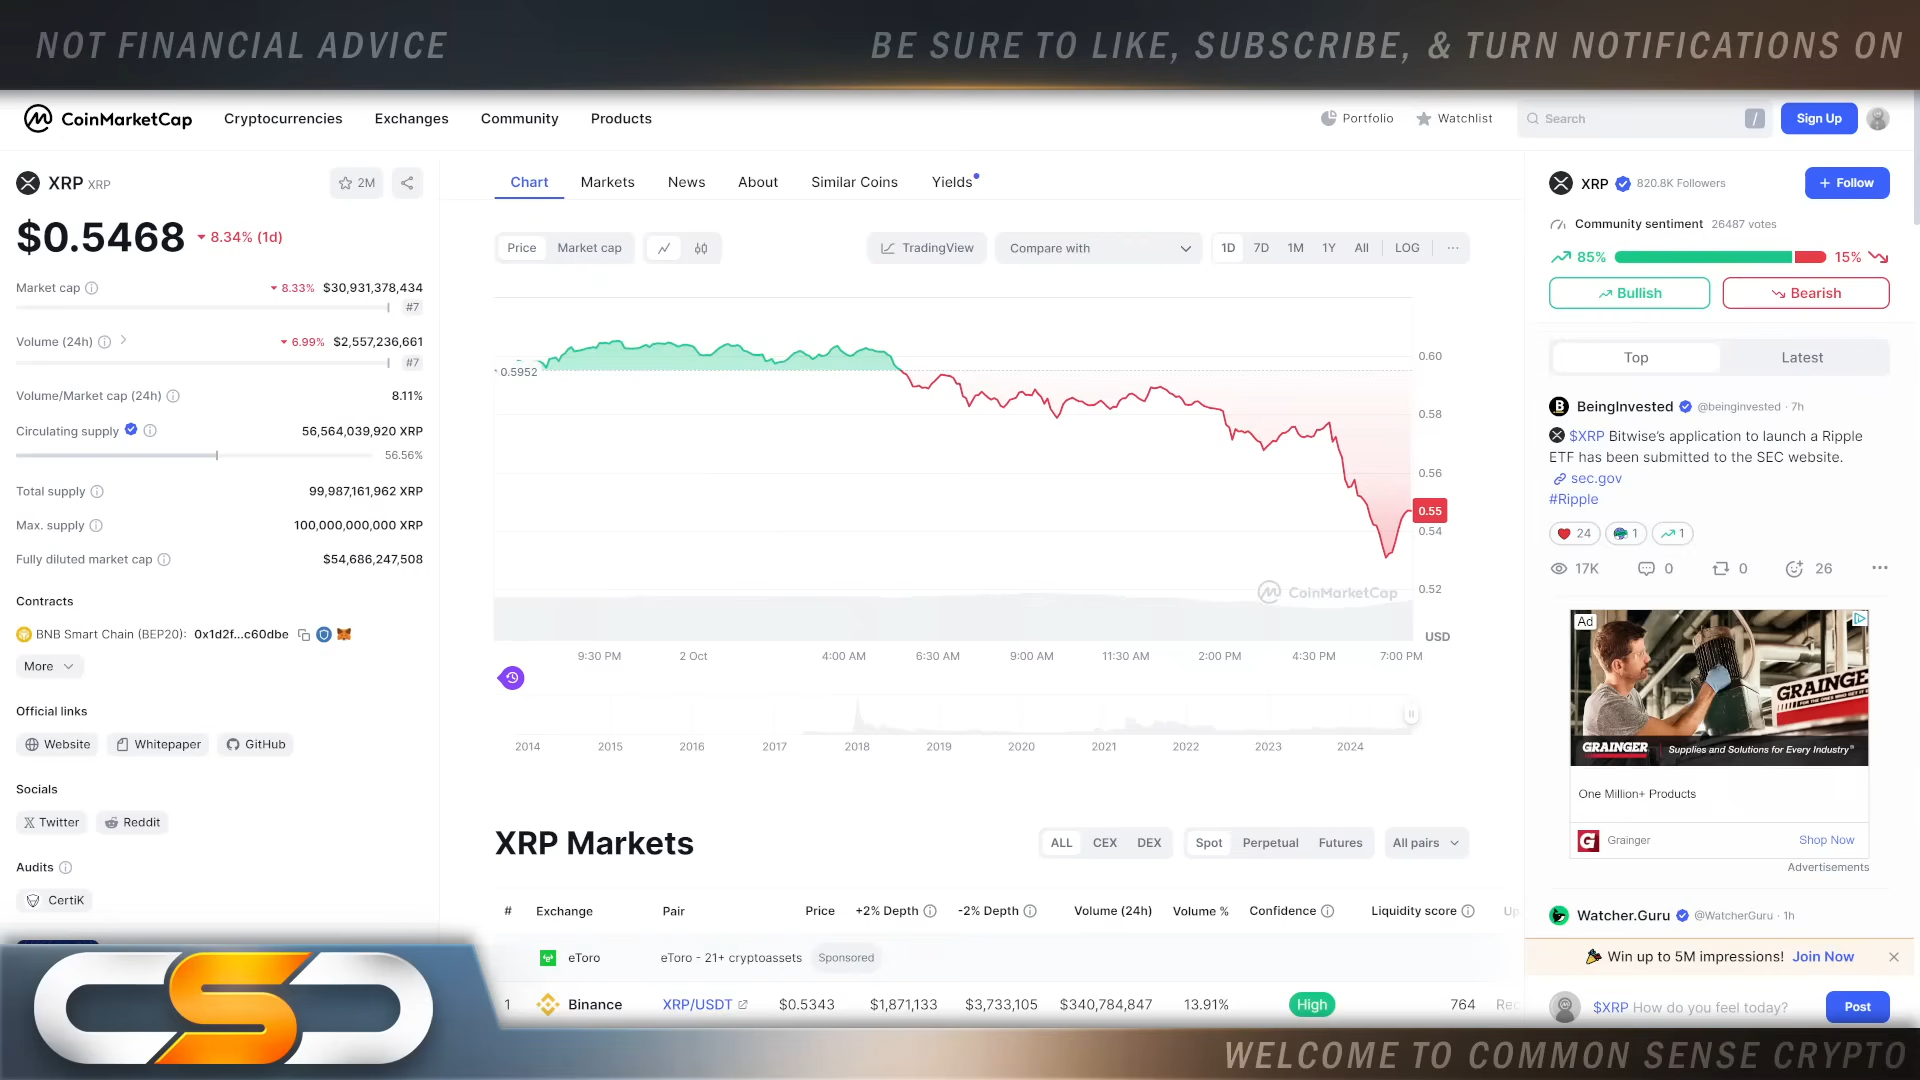 NOT FINANCIAL ADVICE
BE SURE TO LIKE, SUBSCRIBE, & TURN NOTIFICATIONS ON
CoinMarketCap
Cryptocurrencies
Exchanges
Community
Products
Portfolio
Watchlist
Search
/
Sign Up
XRP XRP
2M
$0.5468
8.34% (1d)
Market cap
8.33% $30,931,378,434
#7
Volume (24h)
6.99% $2,557,236,661
#7
Volume/Market cap (24h)
8.11%
Circulating supply
56,564,039,920 XRP
56.56%
Total supply
99,987,161,962 XRP
Max. supply
100,000,000,000 XRP
Fully diluted market cap
$54,686,247,508
Contracts
BNB Smart Chain (BEP20): 0x1d2f...c60dbe
More
Official links
Website
Whitepaper
GitHub
Socials
Twitter
Reddit
Audits
CertiK
Chart
Markets
News
About
Similar Coins
Yields
Price
Market cap
TradingView
Compare with
1D
7D
1M
1Y
All
LOG
...
0.5952
0.60
0.58
0.56
0.55
0.54
0.52
CoinMarketCap
USD
9:30 PM
2 Oct
4:00 AM
6:30 AM
9:00 AM
11:30 AM
2:00 PM
4:30 PM
7:00 PM
2014
2015
2016
2017
2018
2019
2020
2021
2022
2023
2024
XRP Markets
ALL
CEX
DEX
Spot
Perpetual
Futures
All pairs
# Exchange Pair Price +2% Depth -2% Depth Volume (24h) Volume % Confidence Liquidity score Up
eToro eToro - 21+ cryptoassets Sponsored
1 Binance XRP/USDT $0.5343 $1,871,133 $3,733,105 $340,784,847 13.91% High 764 Rec
XRP 820.8K Followers
+ Follow
Community sentiment 26487 votes
85%
15%
Bullish
Bearish
Top
Latest
BeingInvested @beinginvested · 7h
$XRP Bitwise's application to launch a Ripple
ETF has been submitted to the SEC website.
sec.gov
#Ripple
24
1
1
17K
0
0
26
...
Ad
GRAINGER
GRAINGER Supplies and Solutions for Every Industry®
One Million+ Products
G Grainger
Shop Now
Advertisements
Watcher.Guru @WatcherGuru · 1h
Win up to 5M impressions! Join Now
$XRP How do you feel today?
Post
CSC
WELCOME TO COMMON SENSE CRYPTO